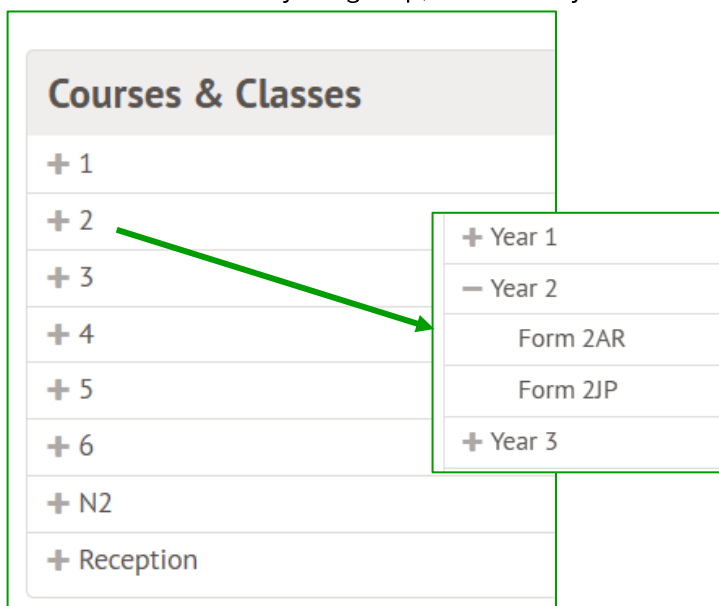 Courses & Classes
+ 1
+ 2
+ 3
+ 4
+ 5
+ 6
+ N2
+ Reception
+ Year 1
− Year 2
Form 2AR
Form 2JP
+ Year 3